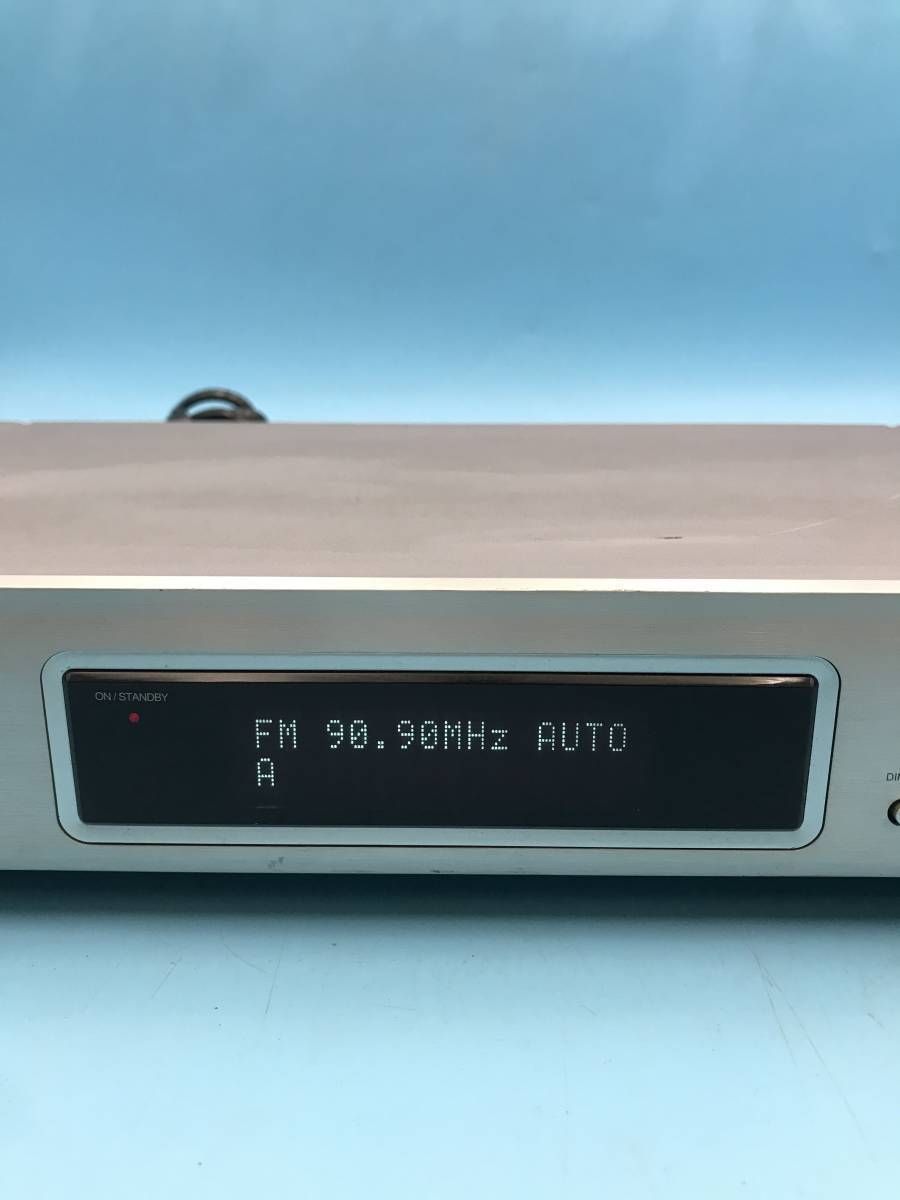 ON / STANDBY
FM 90.90MHz AUTO
A